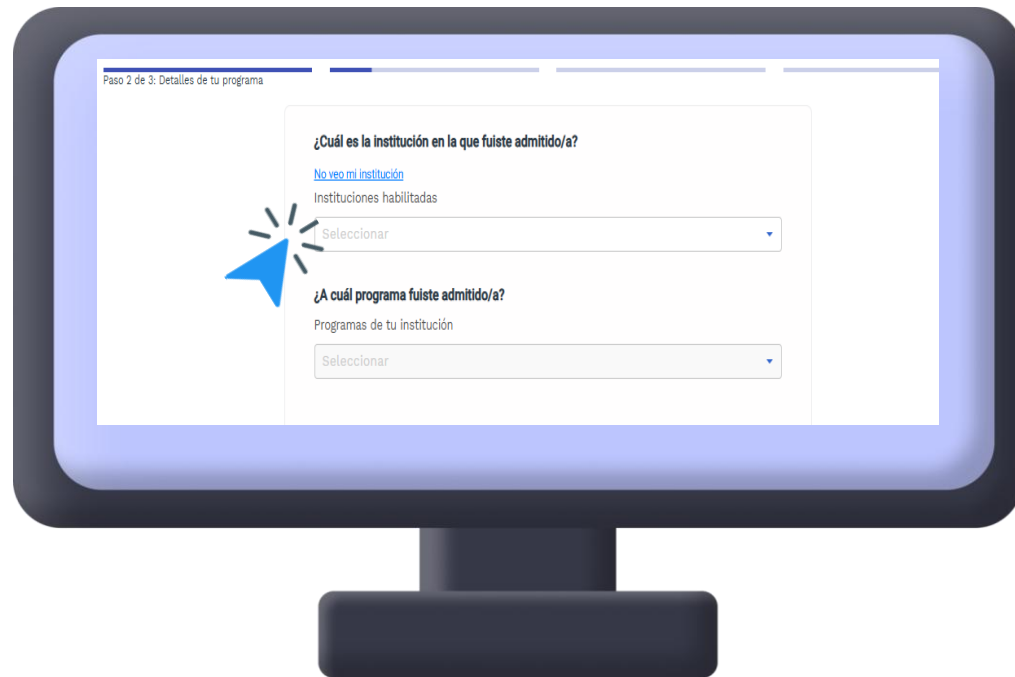 Paso 2 de 3: Detalles de tu programa
¿Cuál es la institución en la que fuiste admitido/a?
No veo mi institución
Instituciones habilitadas
Seleccionar
¿A cuál programa fuiste admitido/a?
Programas de tu institución
Seleccionar